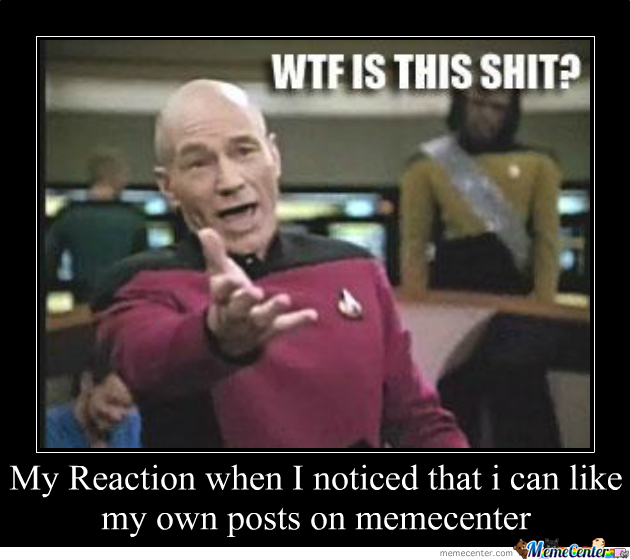 WTF IS THIS SHIT?
My Reaction when I noticed that i can like
my own posts on memecenter
memecenter.com MemeCenter